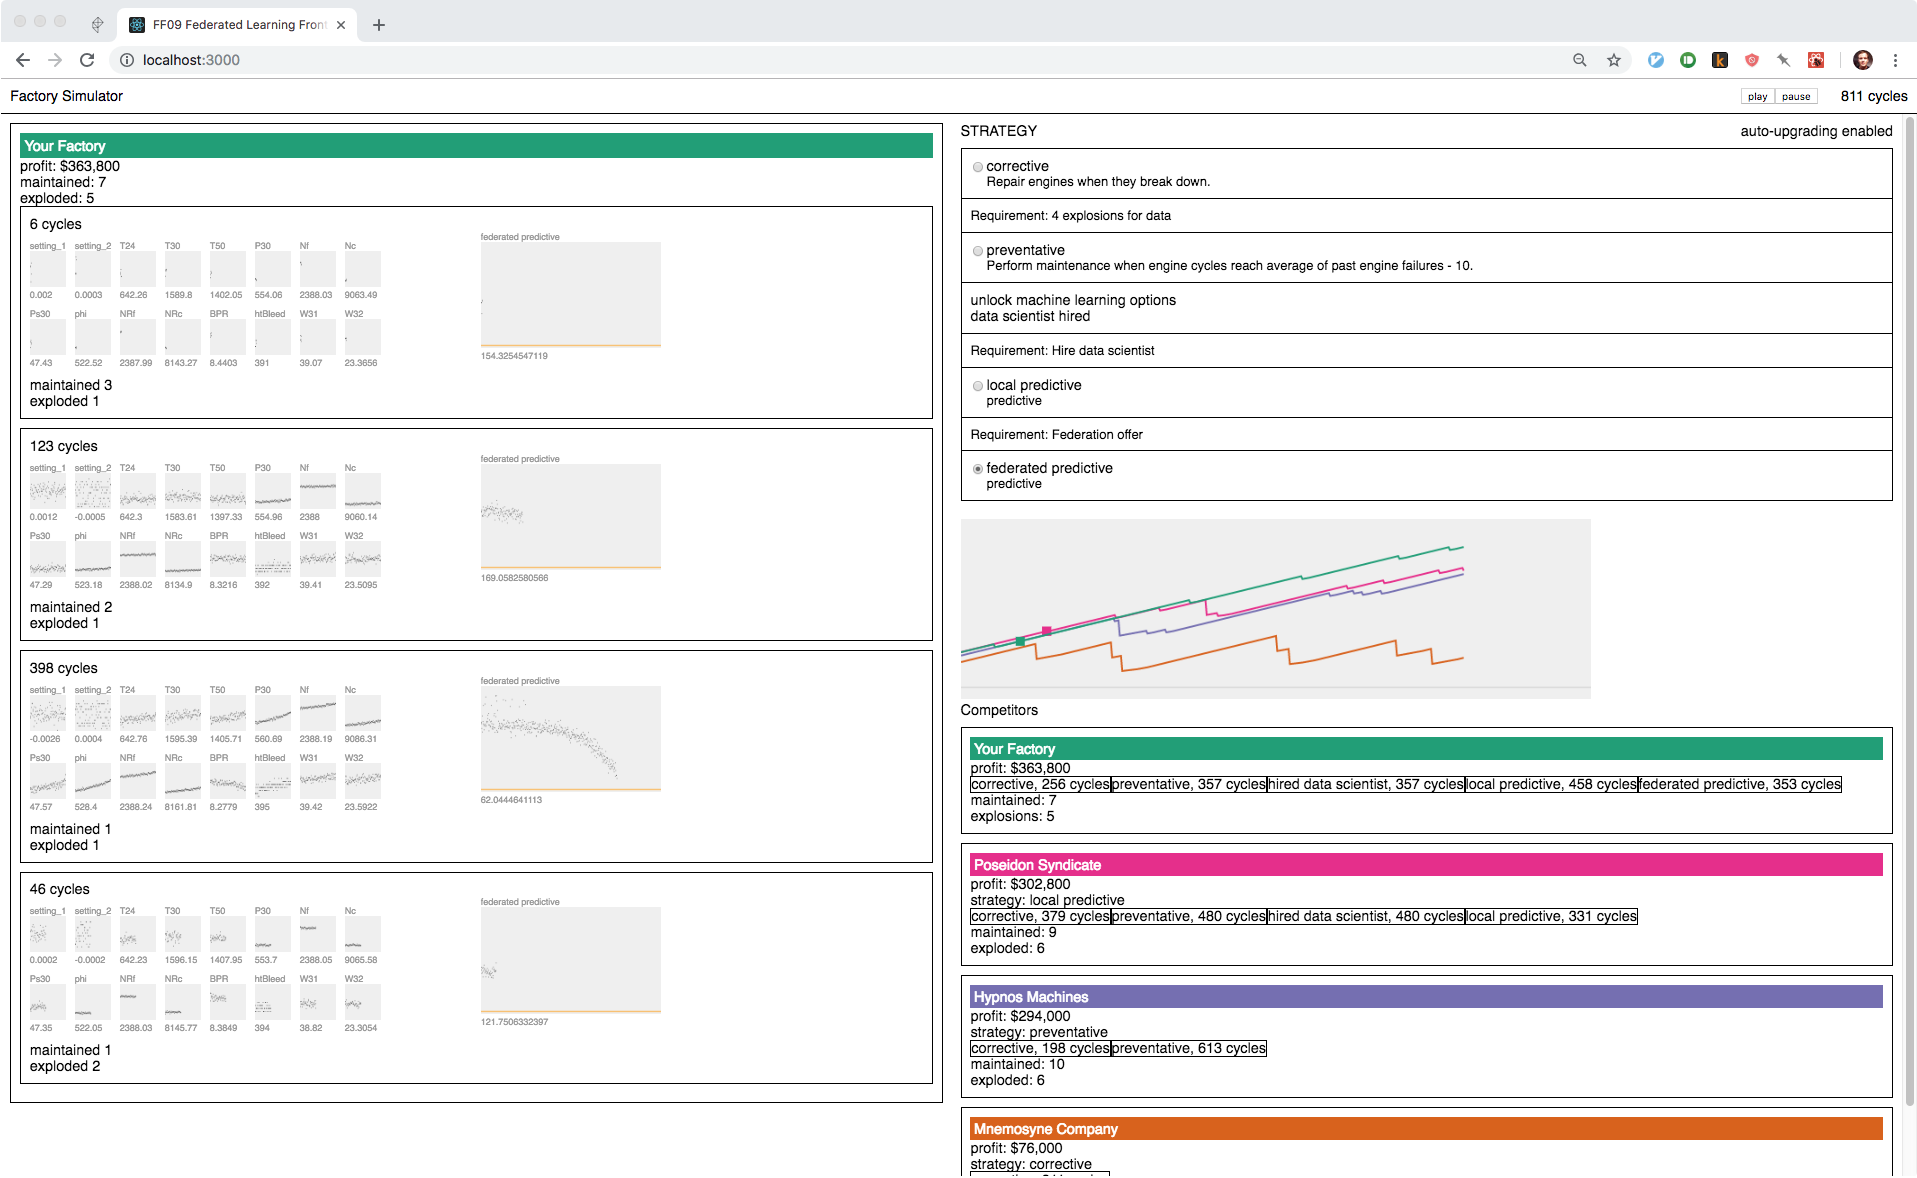 FF09 Federated Learning Fron
localhost:3000
Factory Simulator
play pause 811 cycles
Your Factory
profit: $363,800
maintained: 7
exploded: 5
6 cycles
setting_1 setting_2 T24 T30 T50 P30 Nf Nc
0.002 0.0003 642.26 1589.8 1402.05 554.06 2388.03 9063.49
Ps30 phi NRf NRc BPR htBleed W31 W32
47.43 522.52 2387.99 8143.27 8.4403 391 39.07 23.3656
federated predictive
154.3254547119
maintained 3
exploded 1
123 cycles
setting_1 setting_2 T24 T30 T50 P30 Nf Nc
0.0012 -0.0005 642.3 1583.61 1397.33 554.96 2388 9060.14
Ps30 phi NRf NRc BPR htBleed W31 W32
47.29 523.18 2388.02 8134.9 8.3216 392 39.41 23.5095
federated predictive
169.0582580566
maintained 2
exploded 1
398 cycles
setting_1 setting_2 T24 T30 T50 P30 Nf Nc
-0.0026 0.0004 642.76 1595.39 1405.71 560.69 2388.19 9086.31
Ps30 phi NRf NRc BPR htBleed W31 W32
47.57 528.4 2388.24 8161.81 8.2779 395 39.42 23.5922
federated predictive
62.0444641113
maintained 1
exploded 1
46 cycles
setting_1 setting_2 T24 T30 T50 P30 Nf Nc
0.0002 -0.0002 642.23 1596.15 1407.95 553.7 2388.05 9065.58
Ps30 phi NRf NRc BPR htBleed W31 W32
47.35 522.05 2388.03 8145.77 8.3849 394 38.82 23.3054
federated predictive
121.7506332397
maintained 1
exploded 2
STRATEGY auto-upgrading enabled
corrective
Repair engines when they break down.
Requirement: 4 explosions for data
preventative
Perform maintenance when engine cycles reach average of past engine failures - 10.
unlock machine learning options
data scientist hired
Requirement: Hire data scientist
local predictive
predictive
Requirement: Federation offer
federated predictive
predictive
Competitors
Your Factory
profit: $363,800
corrective, 256 cycles preventative, 357 cycles hired data scientist, 357 cycles local predictive, 458 cycles federated predictive, 353 cycles
maintained: 7
explosions: 5
Poseidon Syndicate
profit: $302,800
strategy: local predictive
corrective, 379 cycles preventative, 480 cycles hired data scientist, 480 cycles local predictive, 331 cycles
maintained: 9
exploded: 6
Hypnos Machines
profit: $294,000
strategy: preventative
corrective, 198 cycles preventative, 613 cycles
maintained: 10
exploded: 6
Mnemosyne Company
profit: $76,000
strategy: corrective